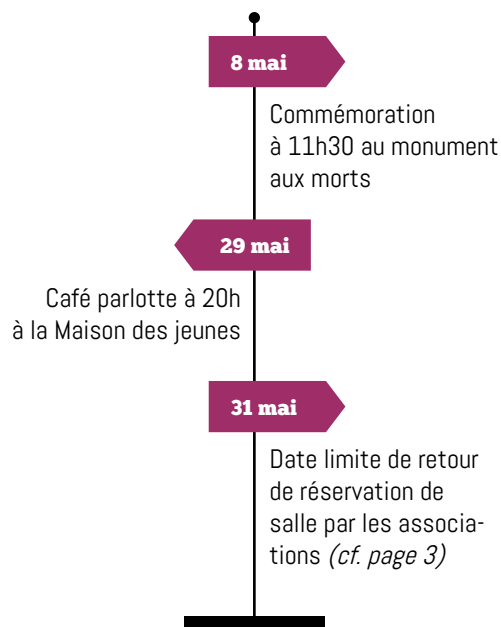 8 mai
Commémoration
à 11h30 au monument
aux morts
29 mai
Café parlotte à 20h
à la Maison des jeunes
31 mai
Date limite de retour
de réservation de
salle par les associa-
tions (cf. page 3)